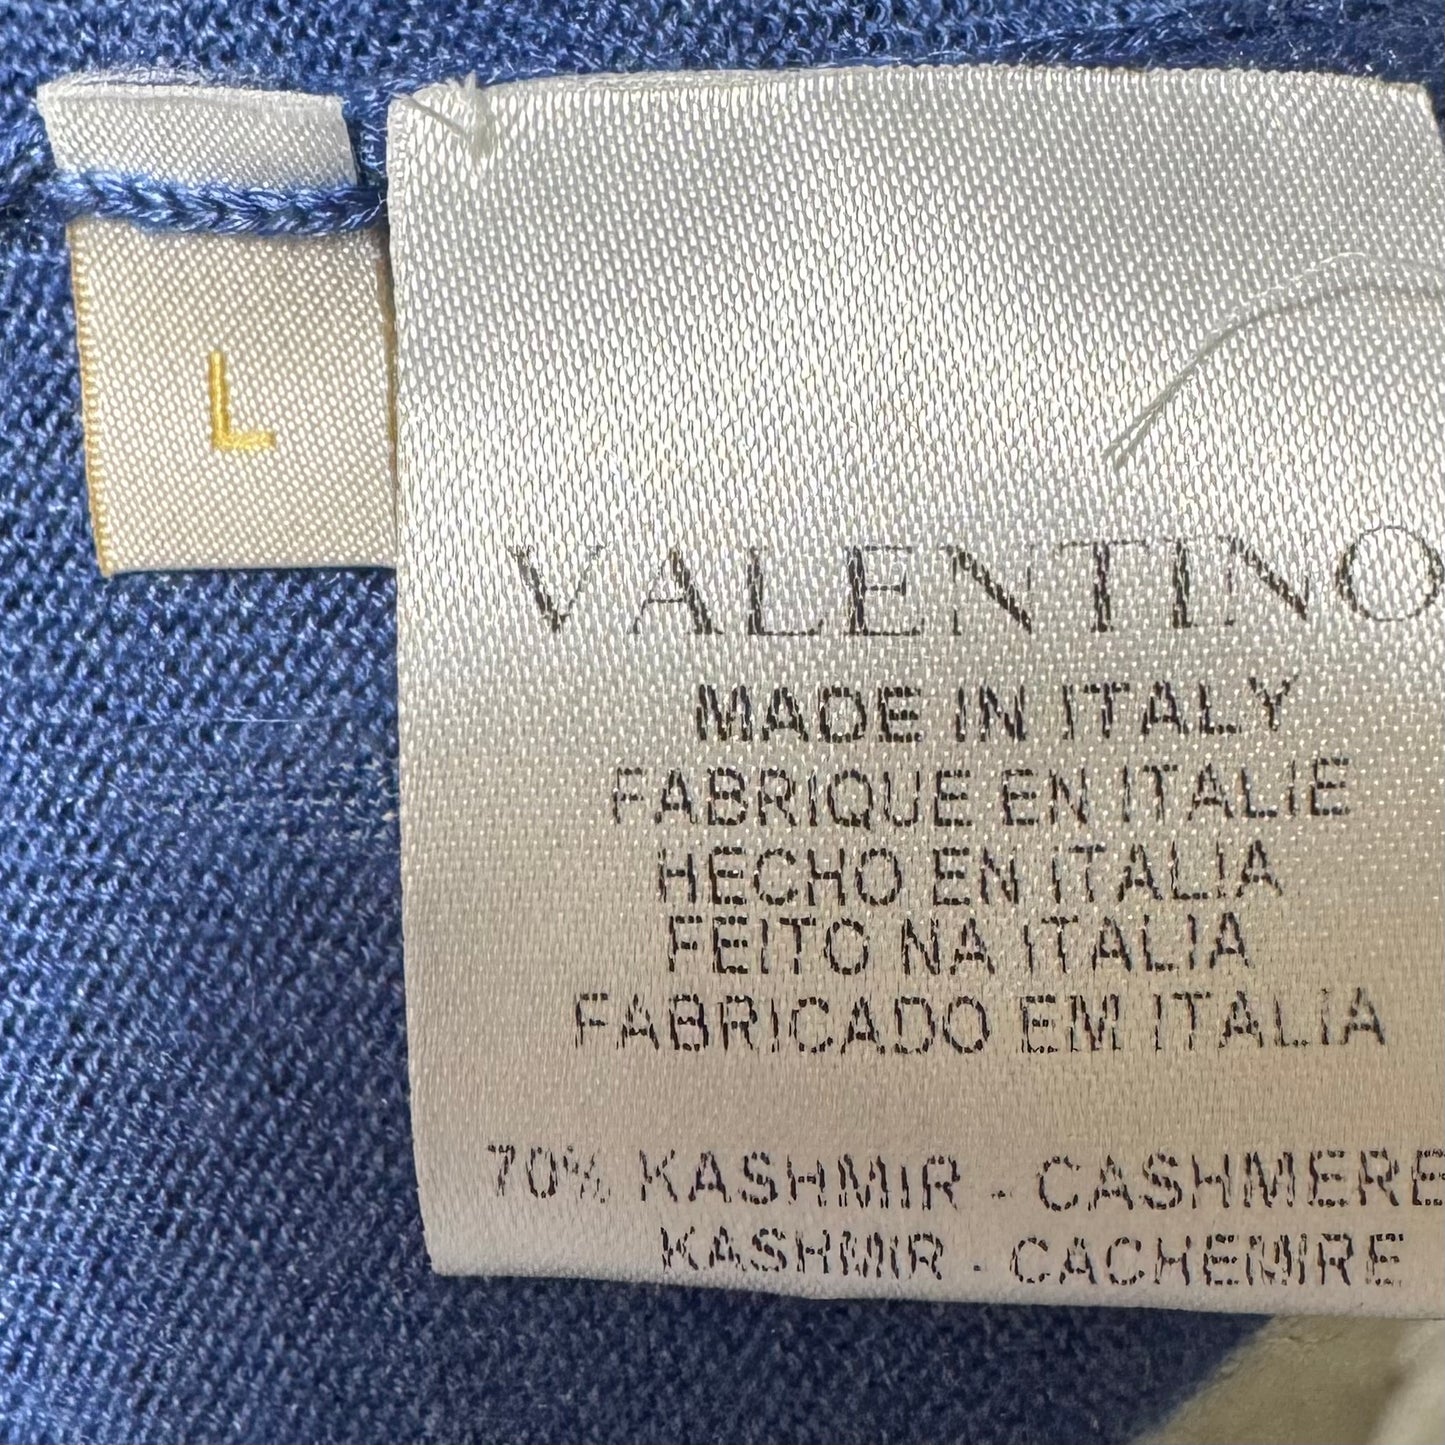 L
VALENTINO
MADE IN ITALY
FABRIQUE EN ITALIE
HECHO EN ITALIA
FEITO NA ITALIA
FABRICADO EM ITALIA
70% KASHMIR - CASHMERE
KASHMIR - CACHEMIRE